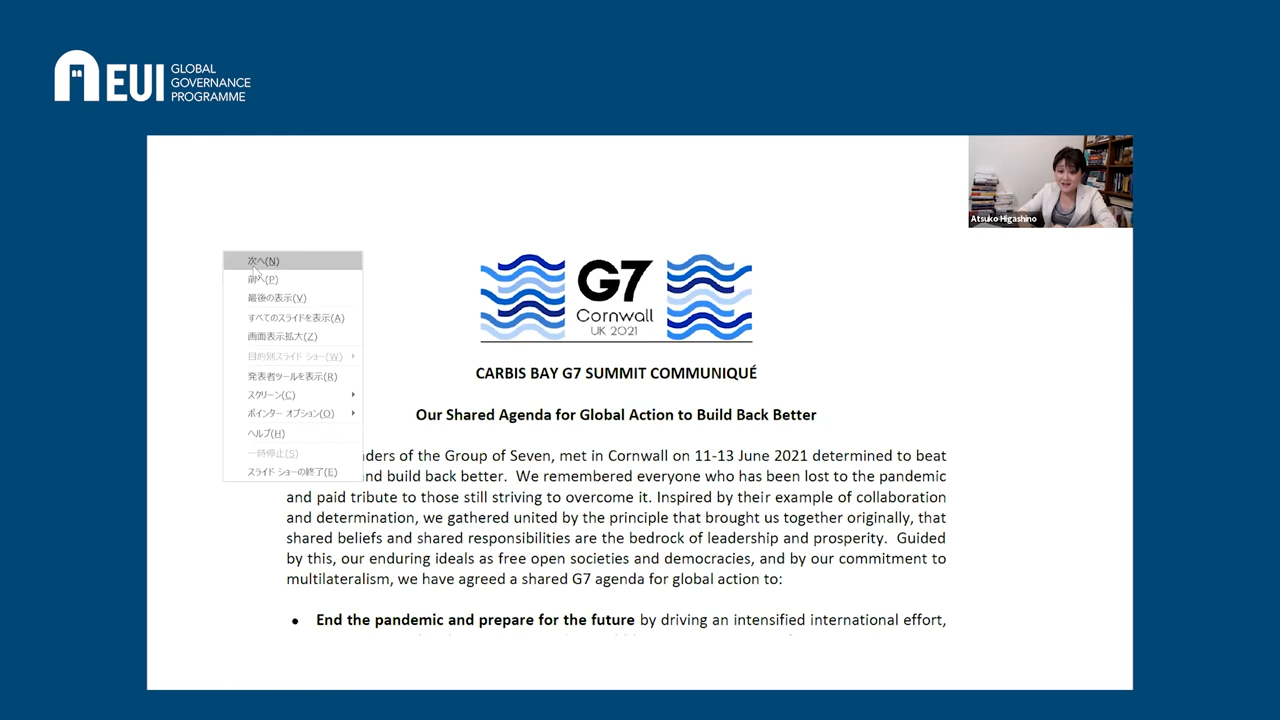 EUI
GLOBAL
GOVERNANCE
PROGRAMME
Atsuko Higashino
次へ(N)
前へ(P)
最後の表示(V)
すべてのスライドを表示(A)
画面表示拡大(Z)
目的別スライド ショー(W)
発表者ツールを表示(R)
スクリーン(C)
ポインター オプション(O)
ヘルプ(H)
一時停止(S)
スライド ショーの終了(E)
G7
Cornwall
UK 2021
CARBIS BAY G7 SUMMIT COMMUNIQUÉ
Our Shared Agenda for Global Action to Build Back Better
of the Group of Seven, met in Cornwall on 11-13 June 2021 determined to beat
and build back better. We remembered everyone who has been lost to the pandemic
and paid tribute to those still striving to overcome it. Inspired by their example of collaboration
and determination, we gathered united by the principle that brought us together originally, that
shared beliefs and shared responsibilities are the bedrock of leadership and prosperity. Guided
by this, our enduring ideals as free open societies and democracies, and by our commitment to
multilateralism, we have agreed a shared G7 agenda for global action to:
• End the pandemic and prepare for the future by driving an intensified international effort,